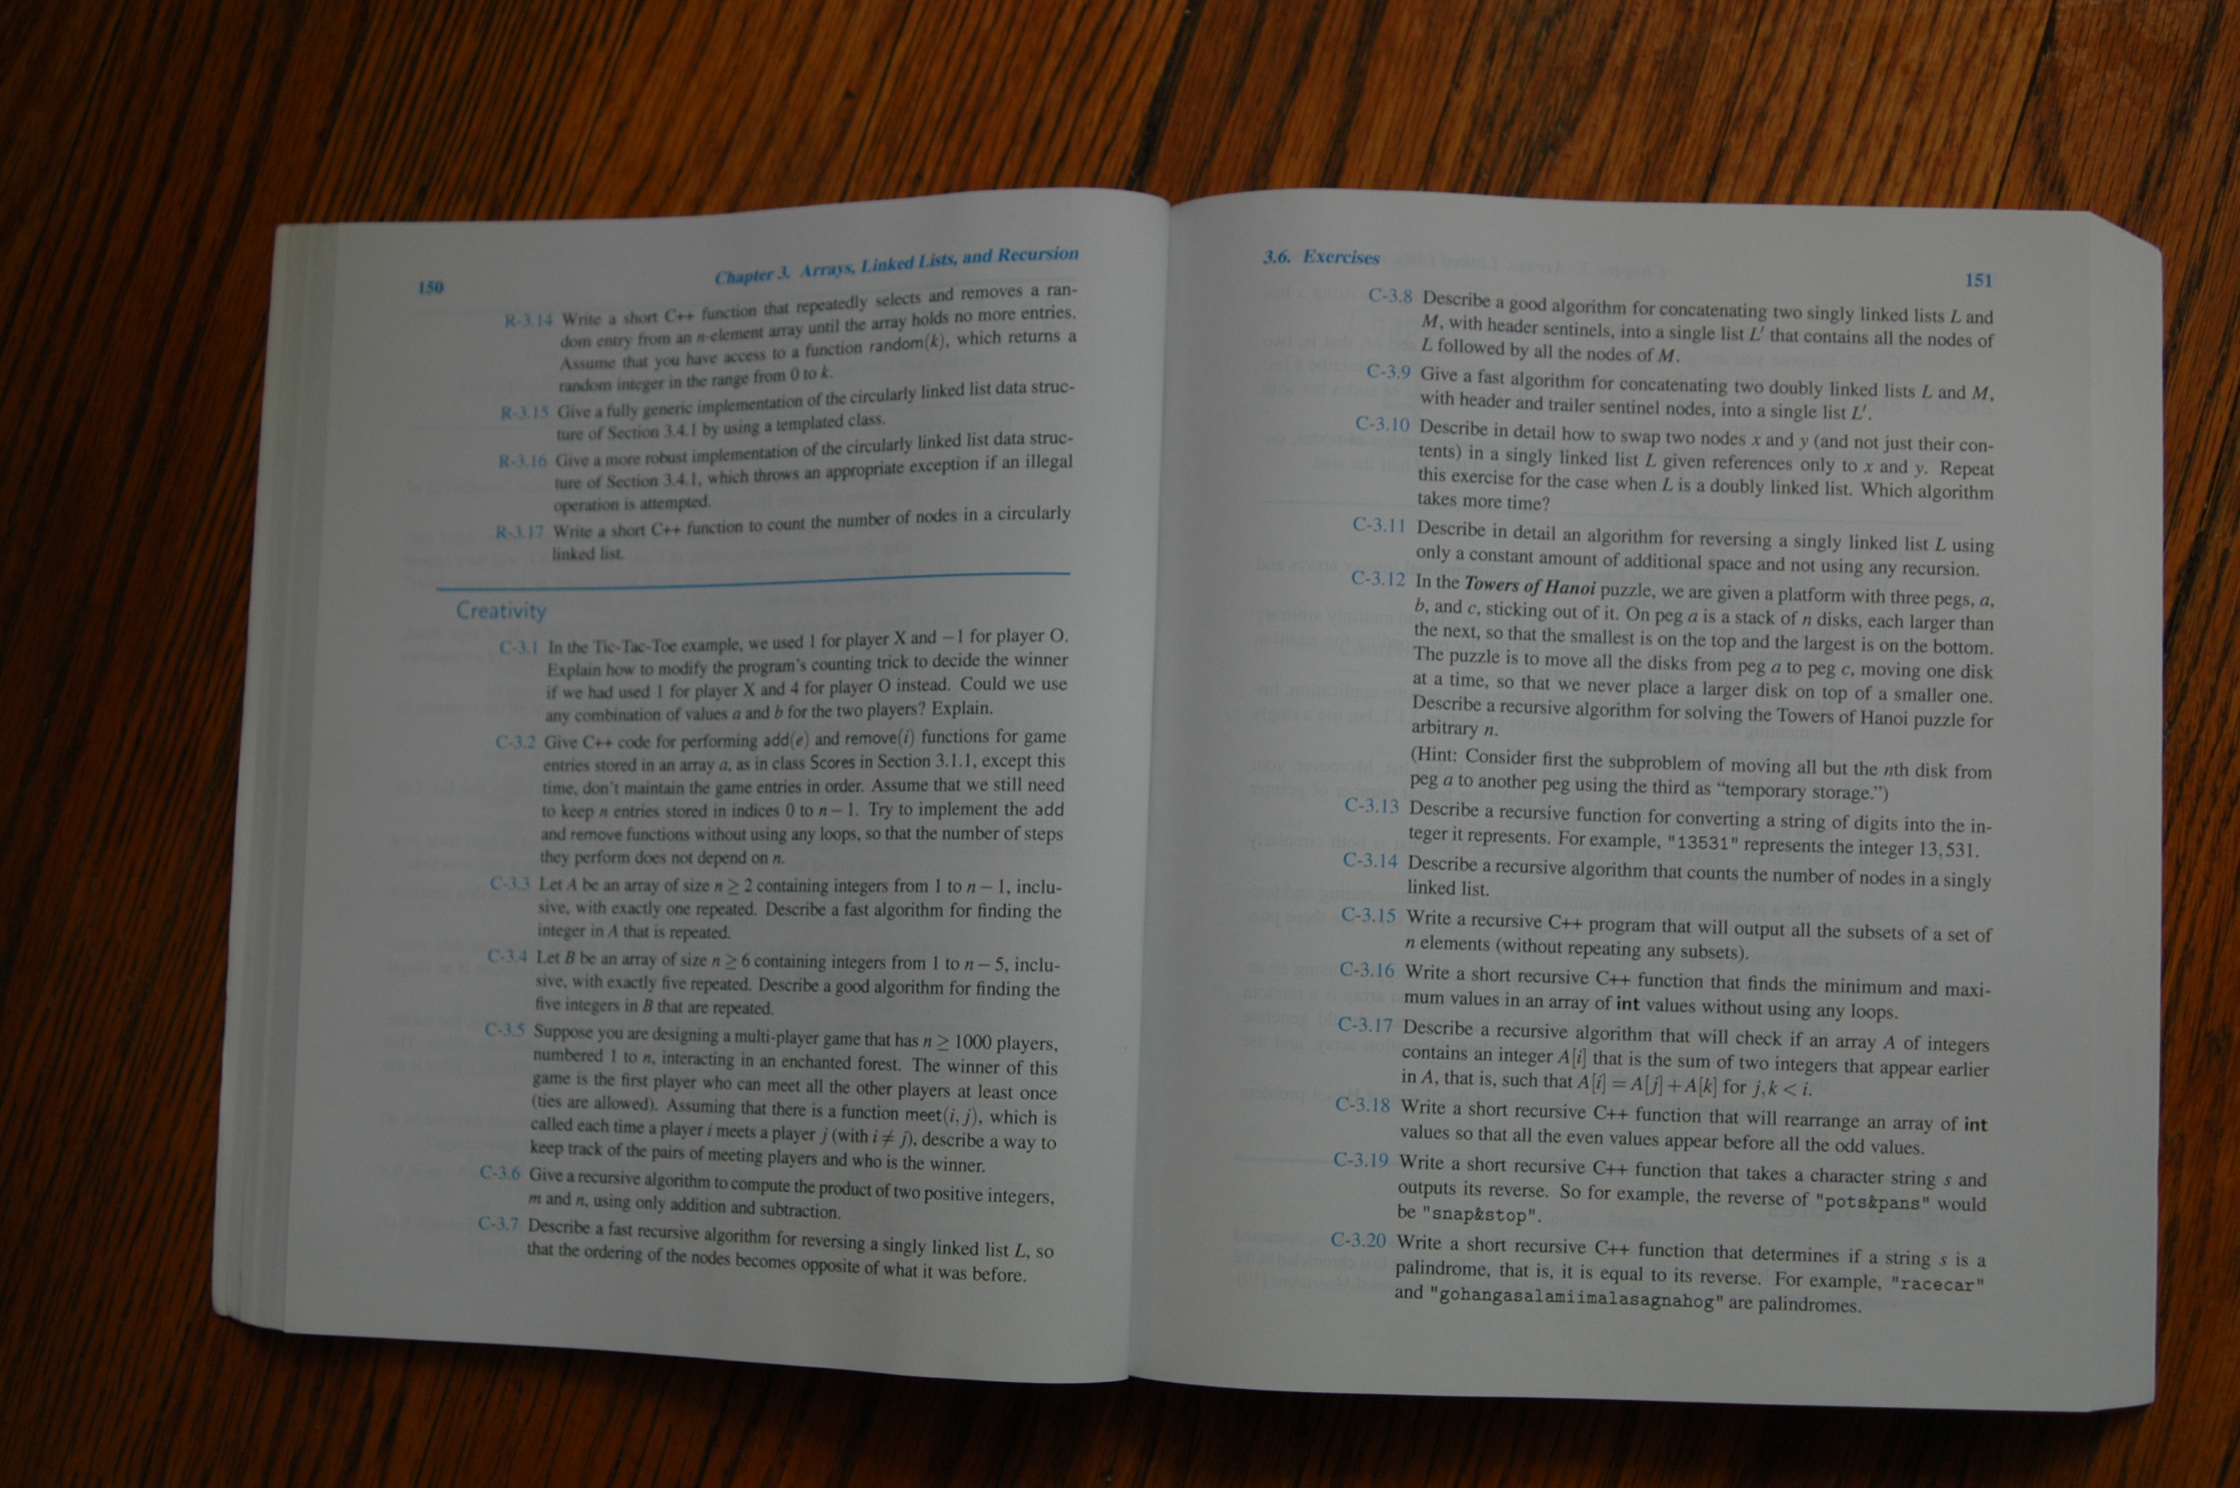 150
Chapter 3. Arrays, Linked Lists, and Recursion
R-3.14 Write a short C++ function that repeatedly selects and removes a ran-
dom entry from an n-element array until the array holds no more entries.
Assume that you have access to a function random(k), which returns a
random integer in the range from 0 to k.
R-3.15 Give a fully generic implementation of the circularly linked list data struc-
ture of Section 3.4.1 by using a templated class.
R-3.16 Give a more robust implementation of the circularly linked list data struc-
ture of Section 3.4.1, which throws an appropriate exception if an illegal
operation is attempted.
R-3.17 Write a short C++ function to count the number of nodes in a circularly
linked list.
Creativity
C-3.1 In the Tic-Tac-Toe example, we used 1 for player X and −1 for player O.
Explain how to modify the program's counting trick to decide the winner
if we had used 1 for player X and 4 for player O instead. Could we use
any combination of values a and b for the two players? Explain.
C-3.2 Give C++ code for performing add(e) and remove(i) functions for game
entries stored in an array a, as in class Scores in Section 3.1.1, except this
time, don't maintain the game entries in order. Assume that we still need
to keep n entries stored in indices 0 to n − 1. Try to implement the add
and remove functions without using any loops, so that the number of steps
they perform does not depend on n.
C-3.3 Let A be an array of size n ≥ 2 containing integers from 1 to n − 1, inclu-
sive, with exactly one repeated. Describe a fast algorithm for finding the
integer in A that is repeated.
C-3.4 Let B be an array of size n ≥ 6 containing integers from 1 to n − 5, inclu-
sive, with exactly five repeated. Describe a good algorithm for finding the
five integers in B that are repeated.
C-3.5 Suppose you are designing a multi-player game that has n ≥ 1000 players,
numbered 1 to n, interacting in an enchanted forest. The winner of this
game is the first player who can meet all the other players at least once
(ties are allowed). Assuming that there is a function meet(i, j), which is
called each time a player i meets a player j (with i ≠ j), describe a way to
keep track of the pairs of meeting players and who is the winner.
C-3.6 Give a recursive algorithm to compute the product of two positive integers,
m and n, using only addition and subtraction.
C-3.7 Describe a fast recursive algorithm for reversing a singly linked list L, so
that the ordering of the nodes becomes opposite of what it was before.
3.6. Exercises
151
C-3.8 Describe a good algorithm for concatenating two singly linked lists L and
M, with header sentinels, into a single list L′ that contains all the nodes of
L followed by all the nodes of M.
C-3.9 Give a fast algorithm for concatenating two doubly linked lists L and M,
with header and trailer sentinel nodes, into a single list L′.
C-3.10 Describe in detail how to swap two nodes x and y (and not just their con-
tents) in a singly linked list L given references only to x and y. Repeat
this exercise for the case when L is a doubly linked list. Which algorithm
takes more time?
C-3.11 Describe in detail an algorithm for reversing a singly linked list L using
only a constant amount of additional space and not using any recursion.
C-3.12 In the Towers of Hanoi puzzle, we are given a platform with three pegs, a,
b, and c, sticking out of it. On peg a is a stack of n disks, each larger than
the next, so that the smallest is on the top and the largest is on the bottom.
The puzzle is to move all the disks from peg a to peg c, moving one disk
at a time, so that we never place a larger disk on top of a smaller one.
Describe a recursive algorithm for solving the Towers of Hanoi puzzle for
arbitrary n.
(Hint: Consider first the subproblem of moving all but the nth disk from
peg a to another peg using the third as “temporary storage.”)
C-3.13 Describe a recursive function for converting a string of digits into the in-
teger it represents. For example, "13531" represents the integer 13,531.
C-3.14 Describe a recursive algorithm that counts the number of nodes in a singly
linked list.
C-3.15 Write a recursive C++ program that will output all the subsets of a set of
n elements (without repeating any subsets).
C-3.16 Write a short recursive C++ function that finds the minimum and maxi-
mum values in an array of int values without using any loops.
C-3.17 Describe a recursive algorithm that will check if an array A of integers
contains an integer A[i] that is the sum of two integers that appear earlier
in A, that is, such that A[i] = A[j] + A[k] for j, k < i.
C-3.18 Write a short recursive C++ function that will rearrange an array of int
values so that all the even values appear before all the odd values.
C-3.19 Write a short recursive C++ function that takes a character string s and
outputs its reverse. So for example, the reverse of "pots&pans" would
be "snap&stop".
C-3.20 Write a short recursive C++ function that determines if a string s is a
palindrome, that is, it is equal to its reverse. For example, "racecar"
and "gohangasalamiimalasagnahog" are palindromes.